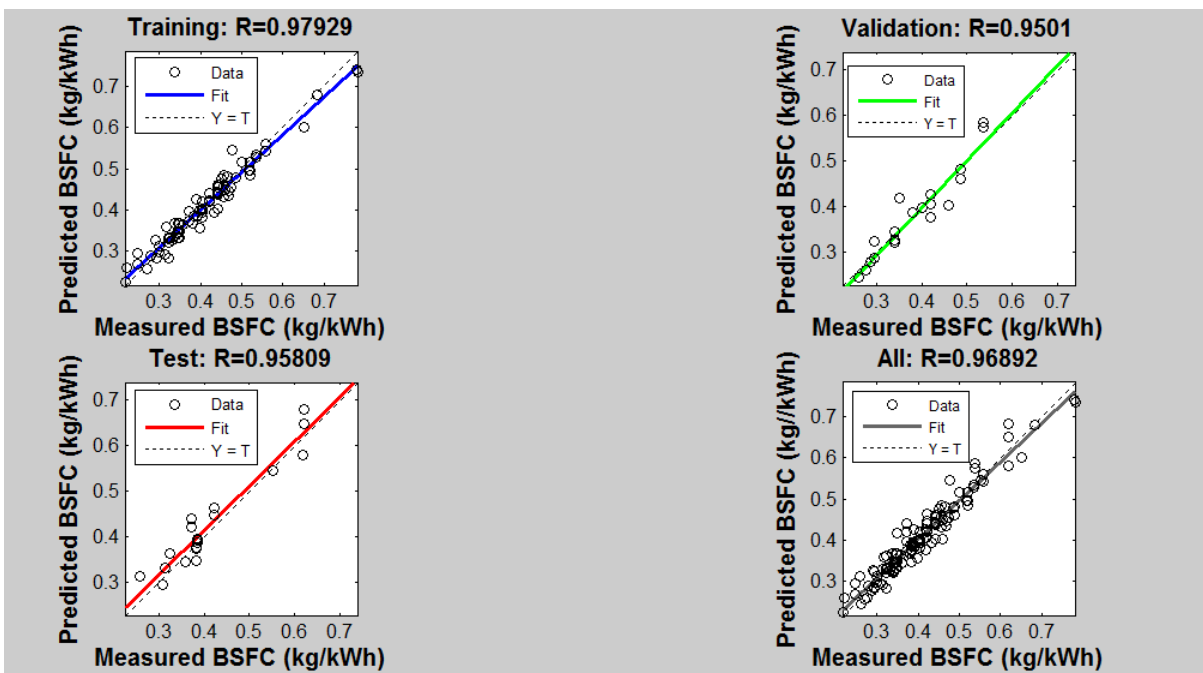 Training: R=0.97929
Predicted BSFC (kg/kWh)
0.7
0.6
0.5
0.4
0.3
Data
Fit
Y = T
0.3 0.4 0.5 0.6 0.7
Measured BSFC (kg/kWh)
Validation: R=0.9501
Predicted BSFC (kg/kWh)
0.7
0.6
0.5
0.4
0.3
Data
Fit
Y = T
0.3 0.4 0.5 0.6 0.7
Measured BSFC (kg/kWh)
Test: R=0.95809
Predicted BSFC (kg/kWh)
0.7
0.6
0.5
0.4
0.3
Data
Fit
Y = T
0.3 0.4 0.5 0.6 0.7
Measured BSFC (kg/kWh)
All: R=0.96892
Predicted BSFC (kg//kWh)
0.7
0.6
0.5
0.4
0.3
Data
Fit
Y = T
0.3 0.4 0.5 0.6 0.7
Measured BSFC (kg/kWh)